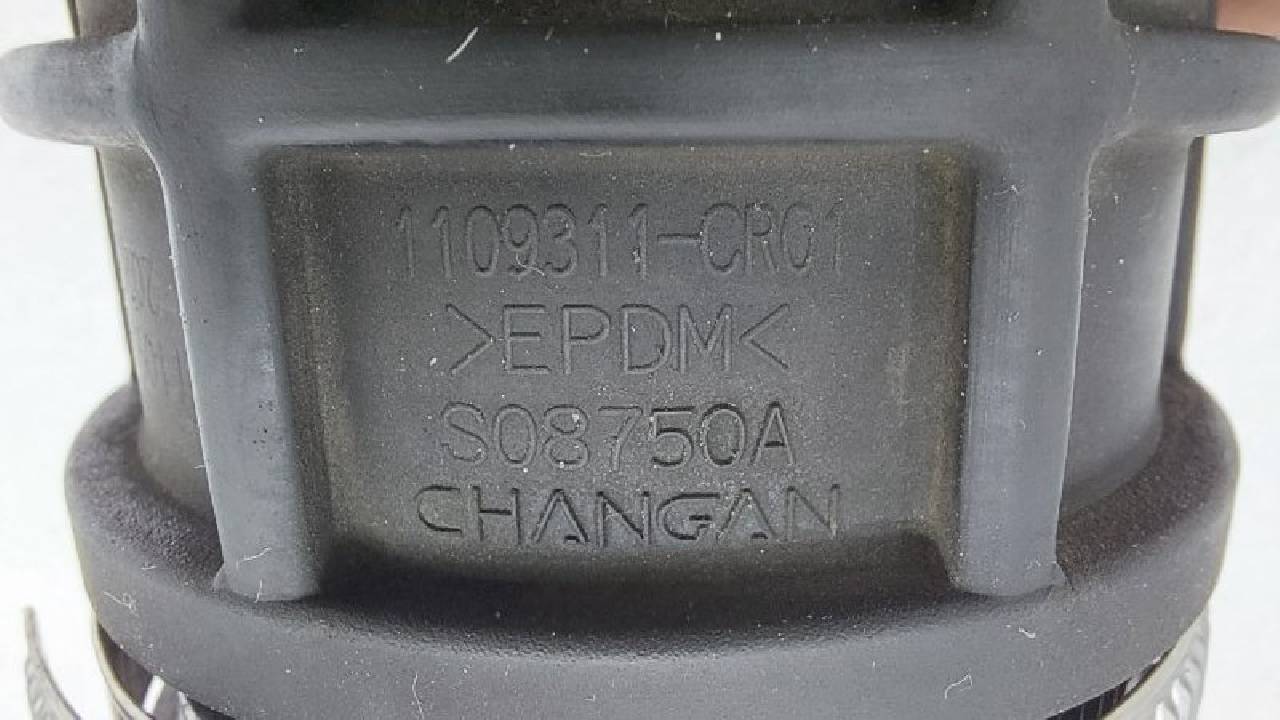 1109311-CR01
>EPDM<
S08750A
CHANGAN